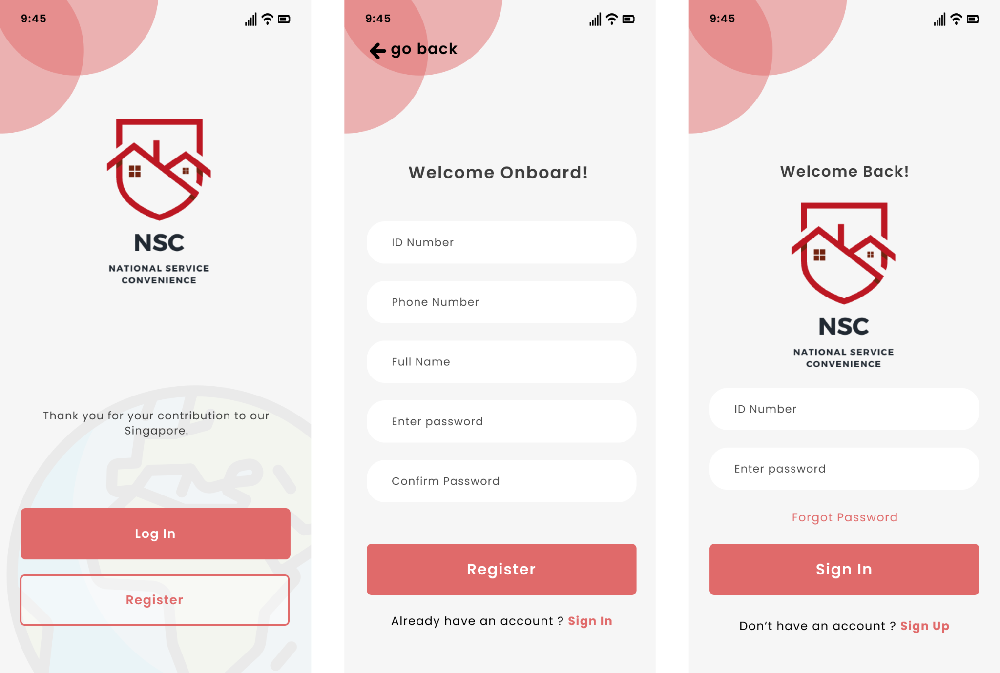 9:45
NSC
NATIONAL SERVICE
CONVENIENCE
Thank you for your contribution to our
Singapore.
Log In
Register
9:45
go back
Welcome Onboard!
ID Number
Phone Number
Full Name
Enter password
Confirm Password
Register
Already have an account ? Sign In
9:45
Welcome Back!
NSC
NATIONAL SERVICE
CONVENIENCE
ID Number
Enter password
Forgot Password
Sign In
Don’t have an account ? Sign Up